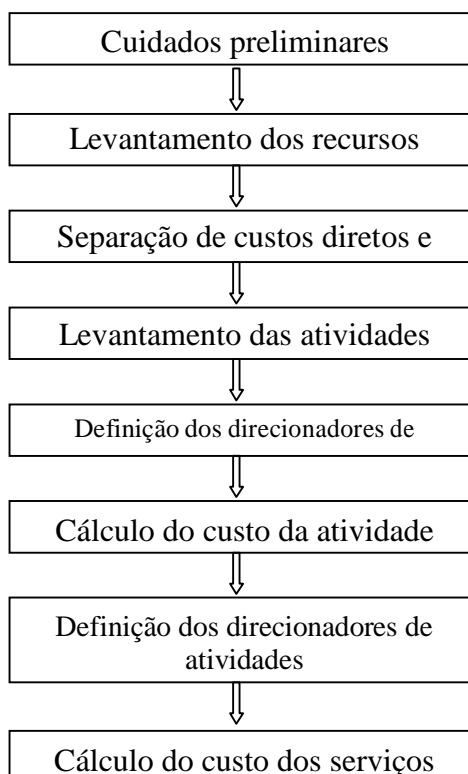 Cuidados preliminares
Levantamento dos recursos
Separação de custos diretos e
Levantamento das atividades
Definição dos direcionadores de
Cálculo do custo da atividade
Definição dos direcionadores de
atividades
Cálculo do custo dos serviços